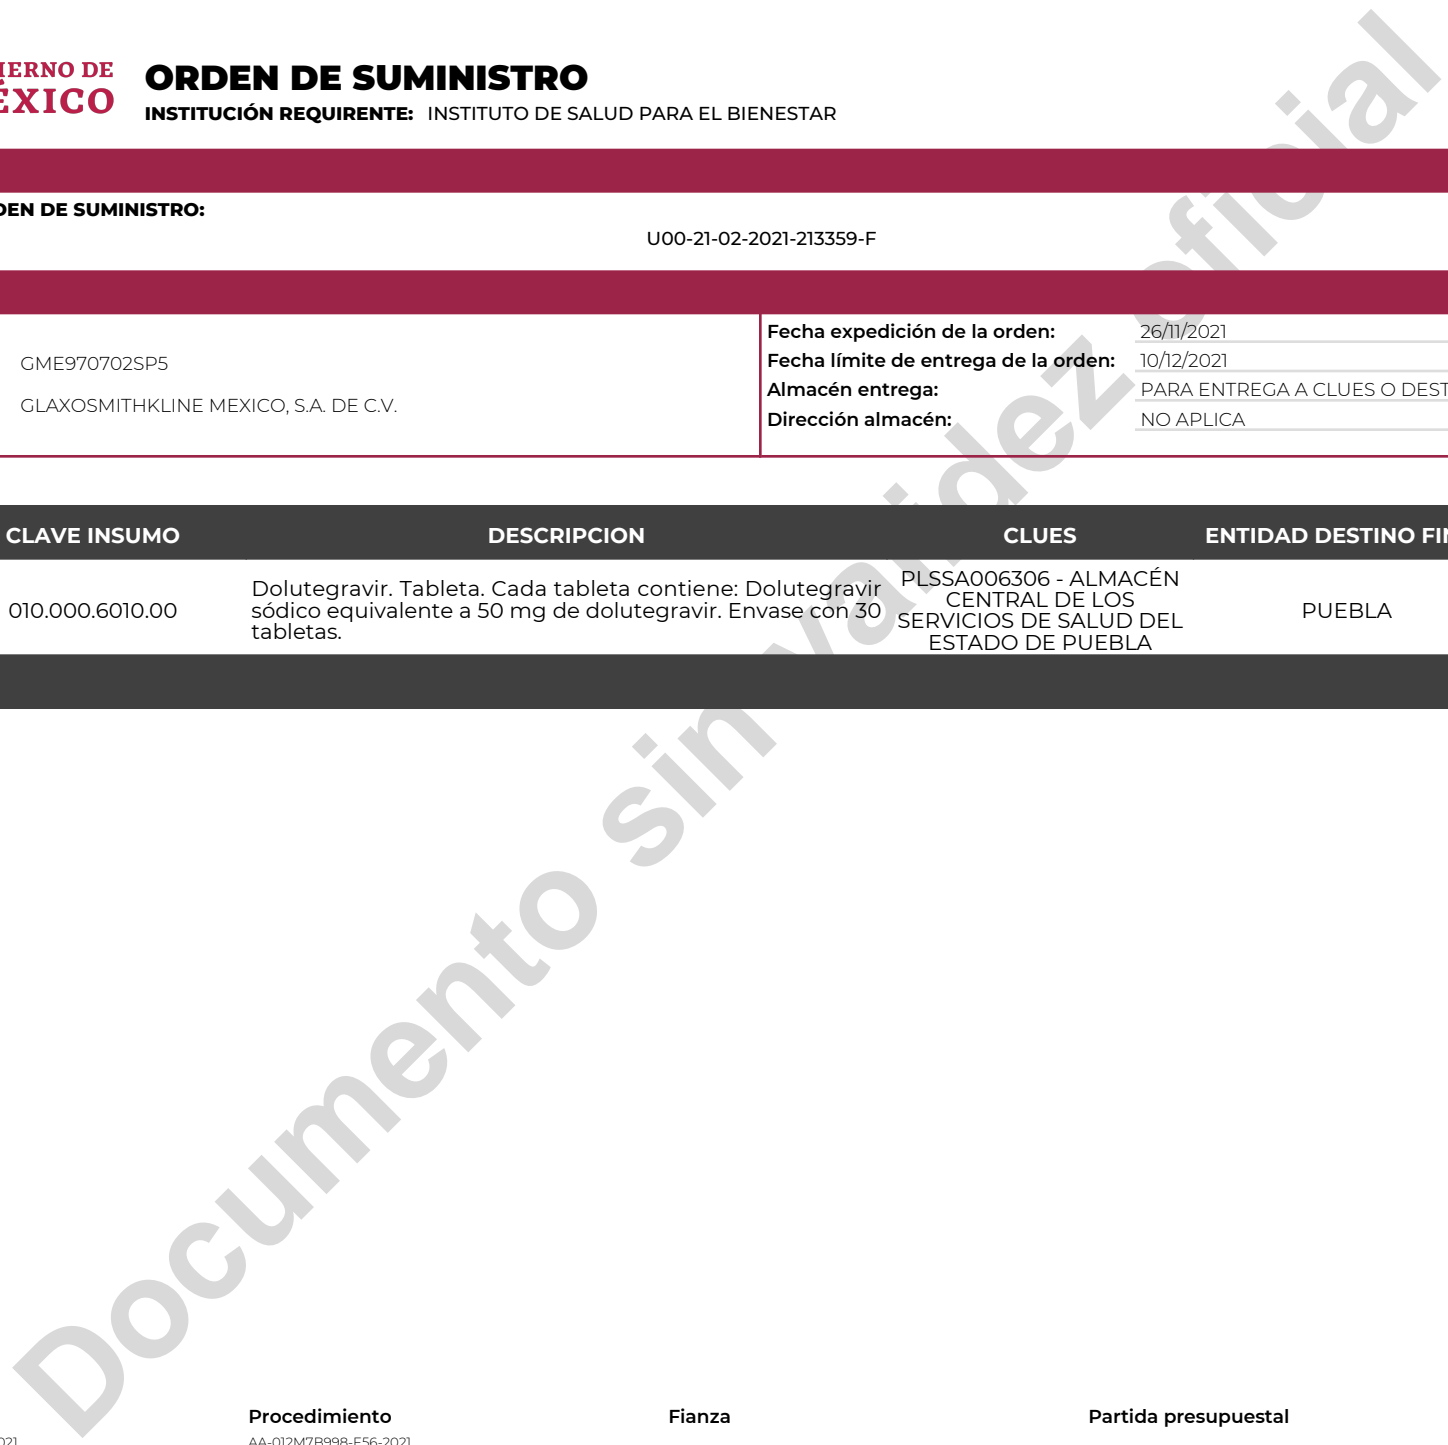 ORDEN DE SUMINISTRO
INSTITUCIÓN REQUIRENTE: INSTITUTO DE SALUD PARA EL BIENESTAR
DE
ÉXICO
DE SUMINISTRO:
U00-21-02-2021-213359-F
GME970702SP5
GLAXOSMITHKLINE MEXICO, S.A. DE C.V.
Fecha expedición de la orden: 26/11/2021
Fecha límite de entrega de la orden: 10/12/2021
Almacén entrega: PARA ENTREGA A CLUES O DEST
Dirección almacén: NO APLICA
CLAVE INSUMO DESCRIPCION CLUES ENTIDAD DESTINO FIN
010.000.6010.00
Dolutegravir. Tableta. Cada tableta contiene: Dolutegravir
sódico equivalente a 50 mg de dolutegravir. Envase con 30
tabletas.
PLSSA006306 - ALMACÉN
CENTRAL DE LOS
SERVICIOS DE SALUD DEL
ESTADO DE PUEBLA
PUEBLA
Documento sin validez oficial
Procedimiento Fianza Partida presupuestal
AA-012M7B998-E56-2021